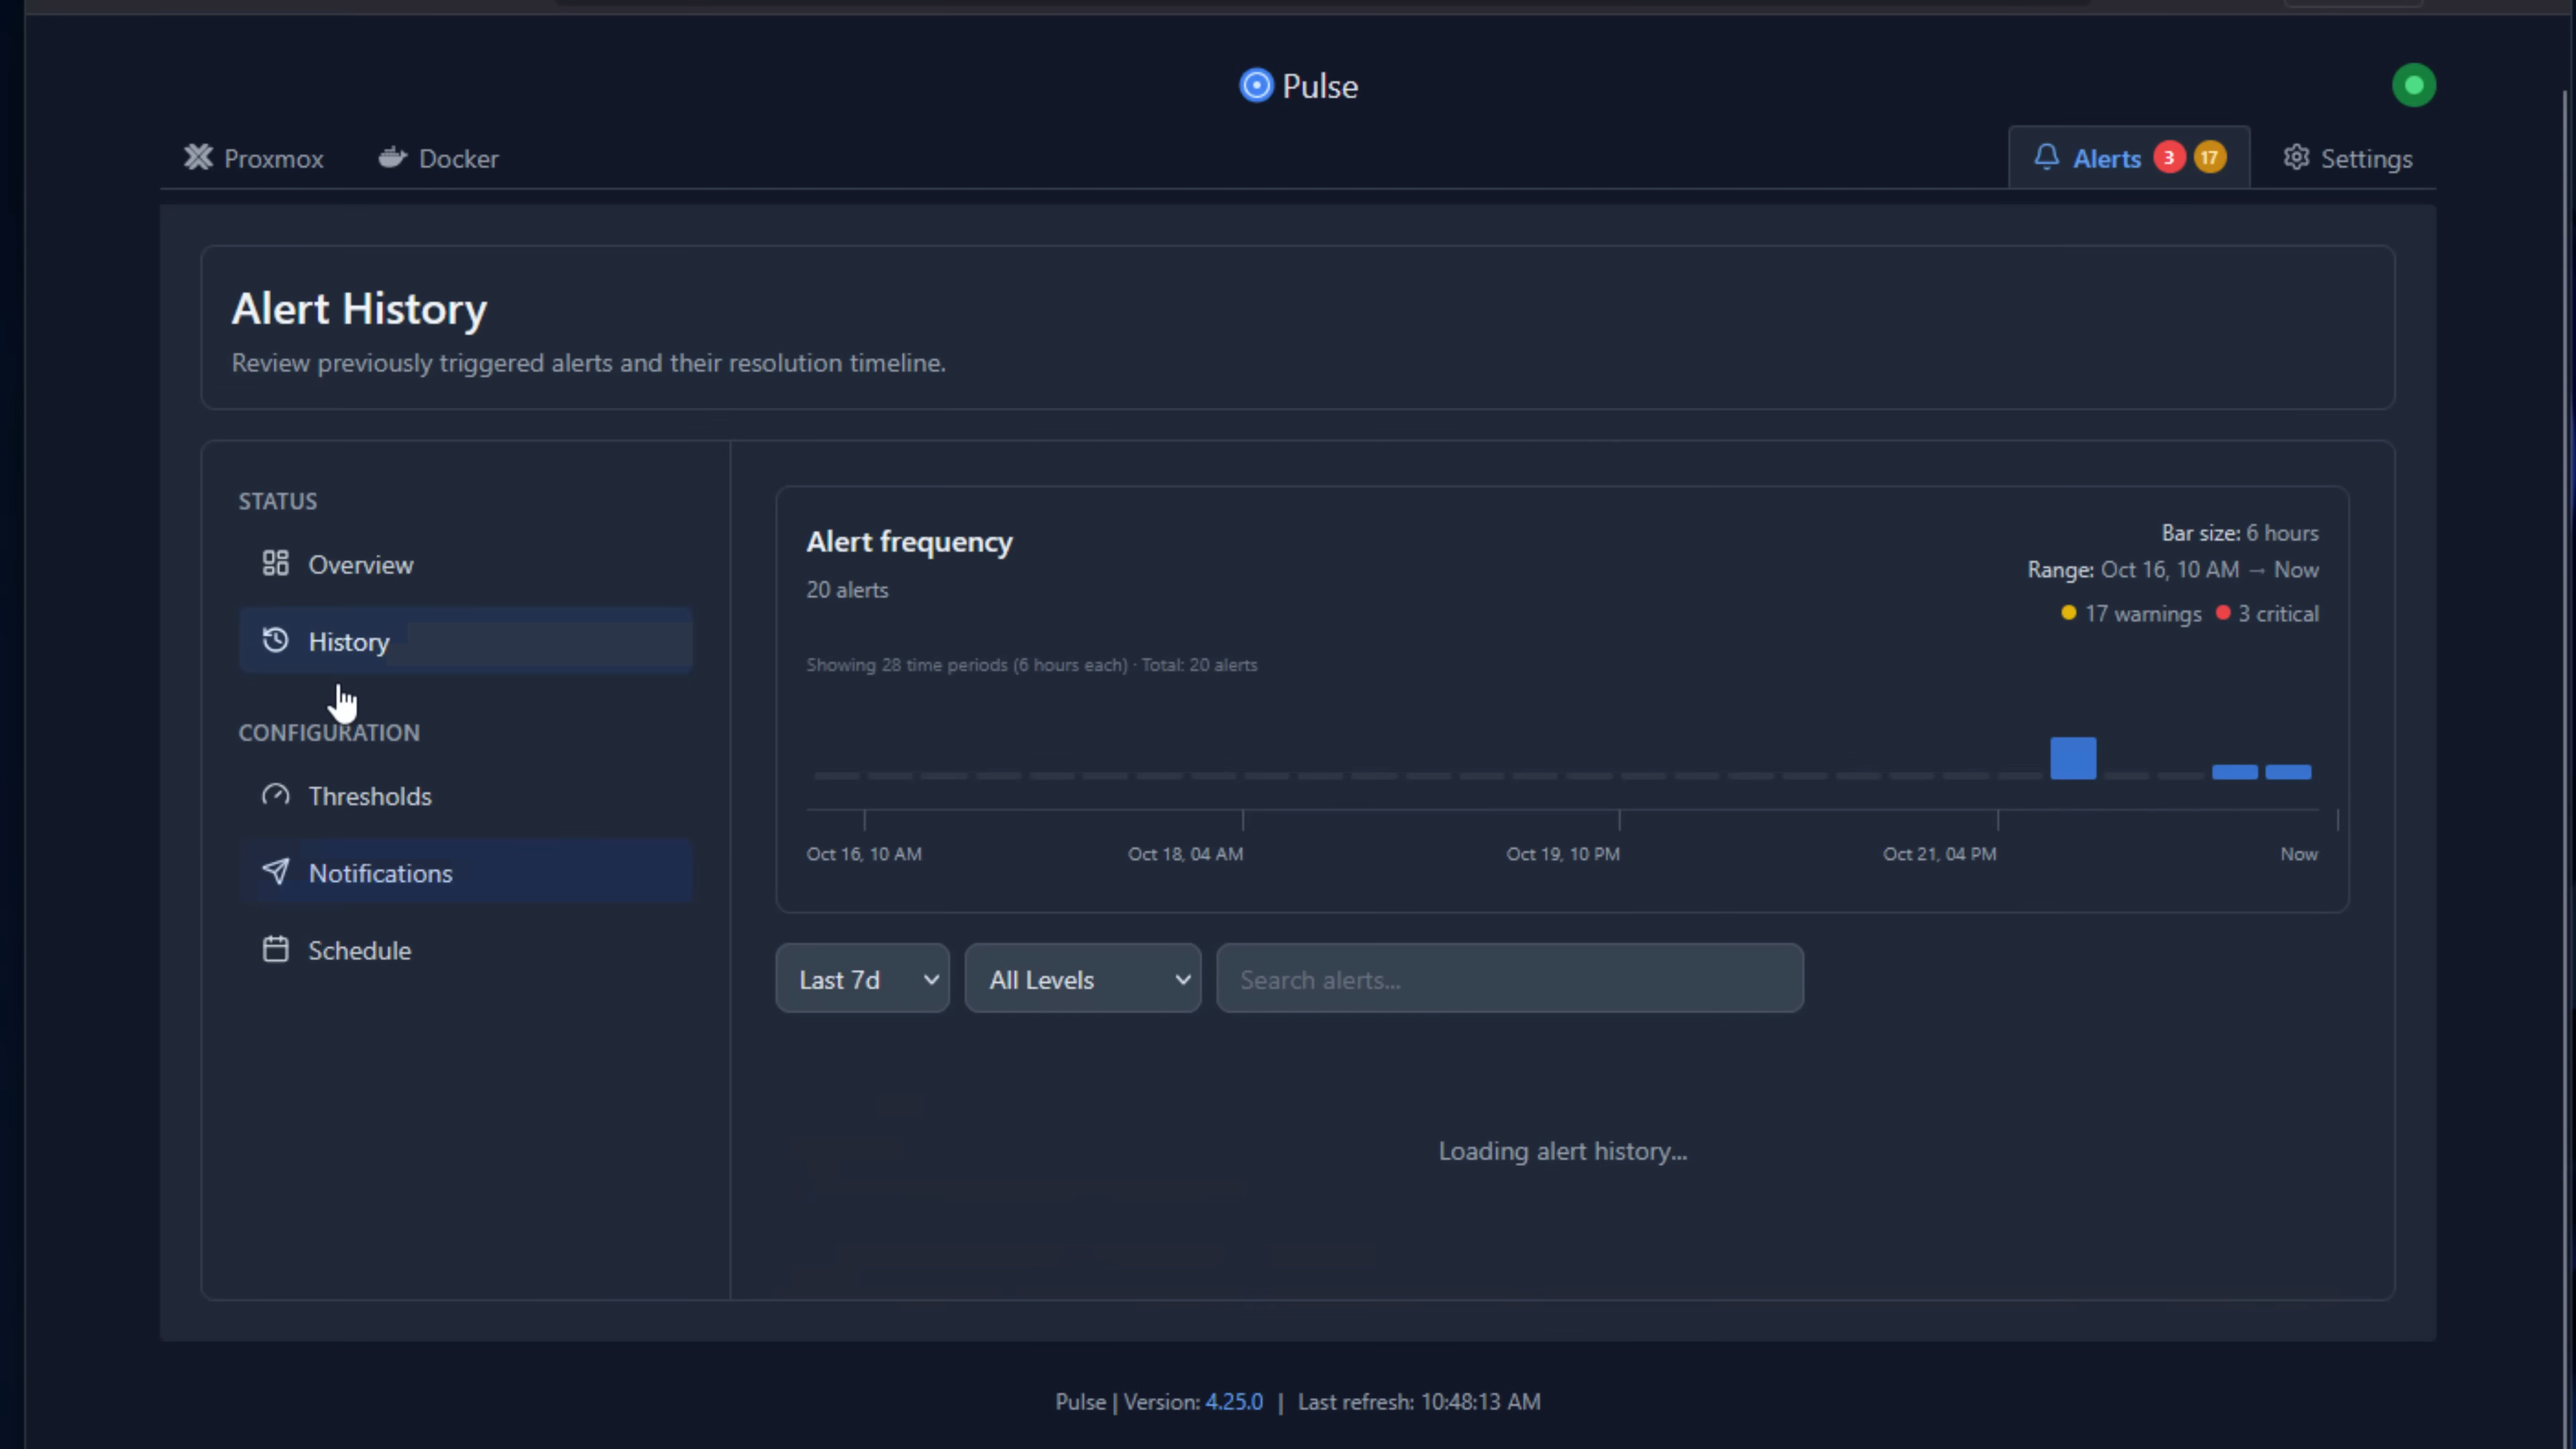 Pulse
Proxmox
Docker
Alerts 3 17
Settings
Alert History
Review previously triggered alerts and their resolution timeline.
STATUS
Overview
History
CONFIGURATION
Thresholds
Notifications
Schedule
Alert frequency
20 alerts
Bar size: 6 hours
Range: Oct 16, 10 AM → Now
17 warnings 3 critical
Showing 28 time periods (6 hours each) · Total: 20 alerts
Oct 16, 10 AM
Oct 18, 04 AM
Oct 19, 10 PM
Oct 21, 04 PM
Now
Last 7d
All Levels
Search alerts...
Loading alert history...
Pulse | Version: 4.25.0 | Last refresh: 10:48:13 AM